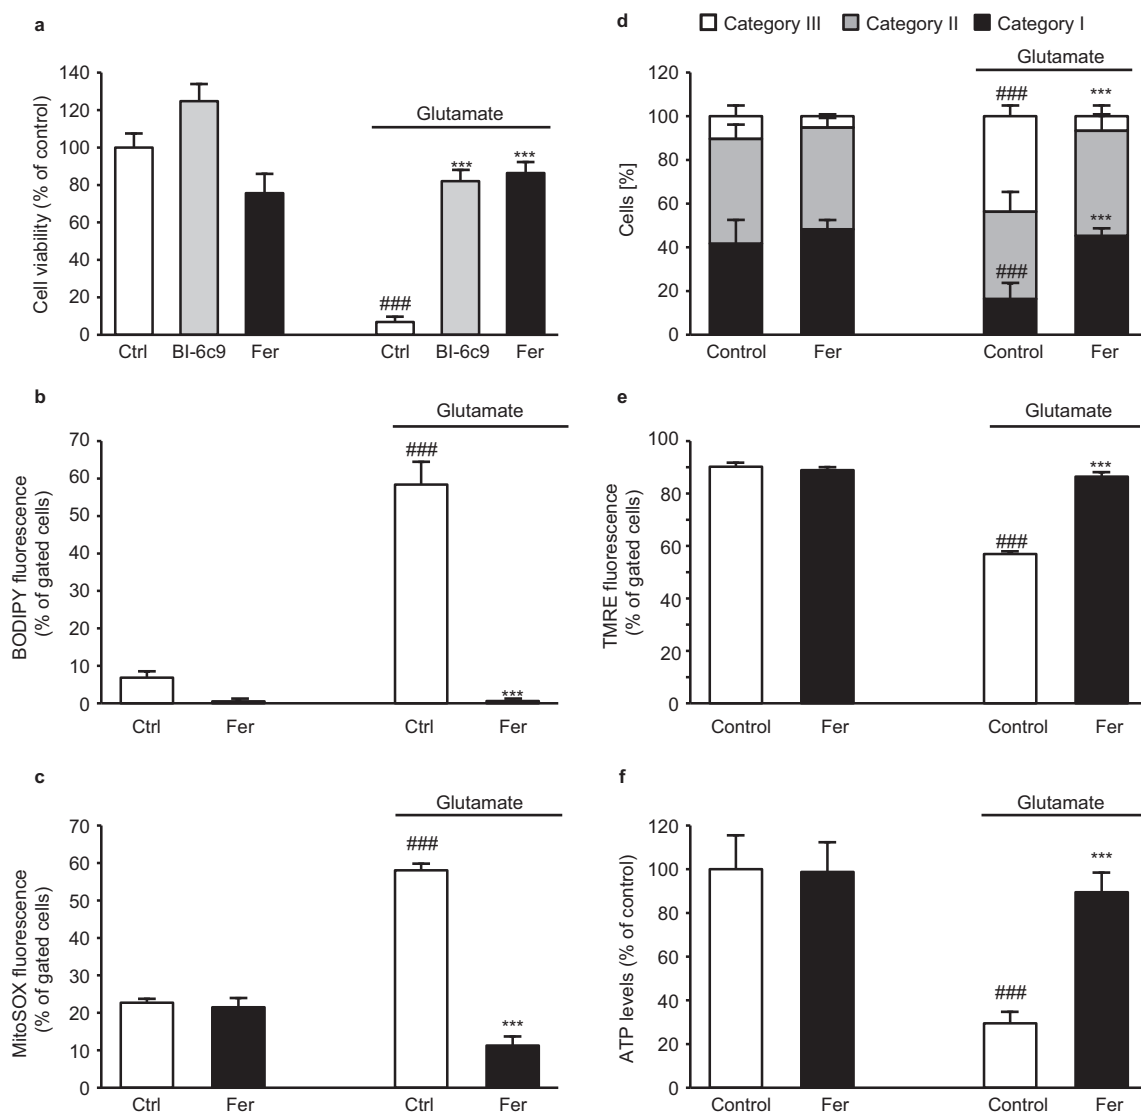 a
Cell viability (% of control)
140
120
100
80
60
40
20
0
Glutamate
###
***
***
Ctrl BI-6c9 Fer Ctrl BI-6c9 Fer
b
BODIPY fluorescence
(% of gated cells)
70
60
50
40
30
20
10
0
Glutamate
###
***
Ctrl Fer Ctrl Fer
c
MitoSOX fluorescence
(% of gated cells)
70
60
50
40
30
20
10
0
Glutamate
###
***
Ctrl Fer Ctrl Fer
d
Category III Category II Category I
Cells [%]
120
100
80
60
40
20
0
Glutamate
### ***
***
###
Control Fer Control Fer
e
TMRE fluorescence
(% of gated cells)
100
80
60
40
20
0
Glutamate
***
###
Control Fer Control Fer
f
ATP levels (% of control)
120
100
80
60
40
20
0
Glutamate
***
###
Control Fer Control Fer